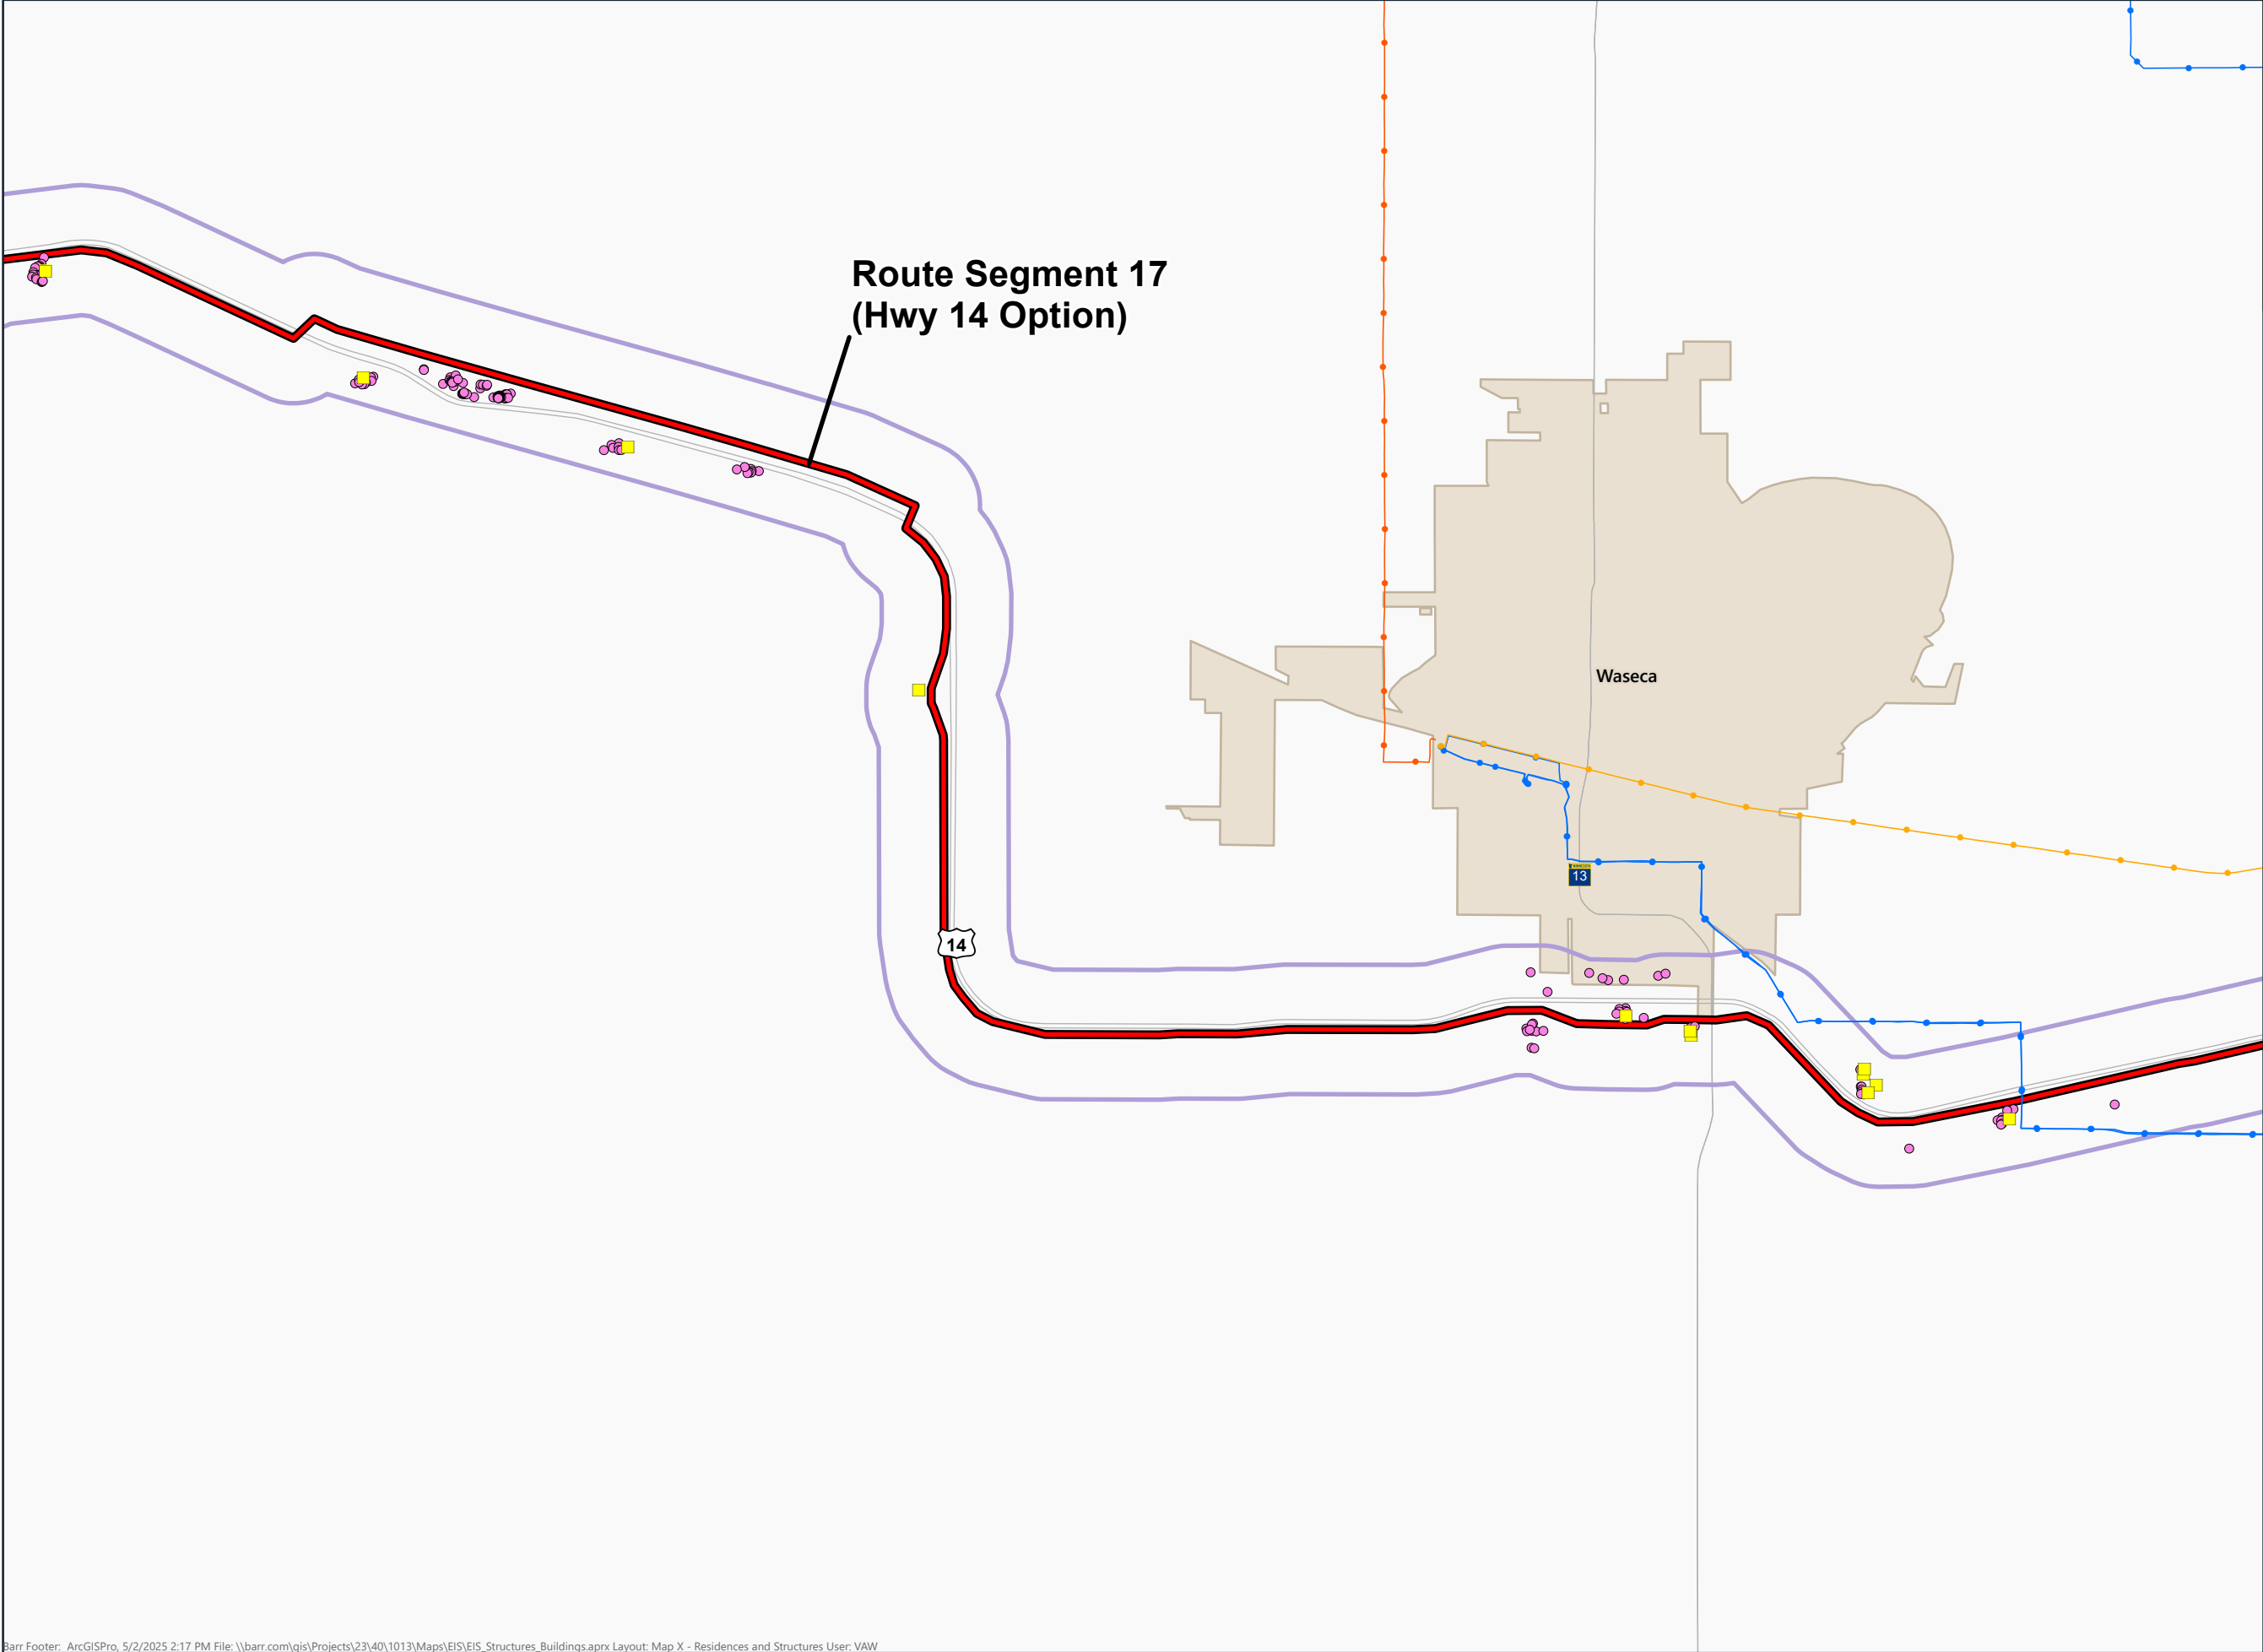 Route Segment 17
(Hwy 14 Option)
Waseca
13
14
Barr Footer: ArcGISPro, 5/2/2025 2:17 PM File: \\barr.com\gis\Projects\23\40\1013\Maps\EIS\EIS_Structures_Buildings.aprx Layout: Map X - Residences and Structures User: VAW